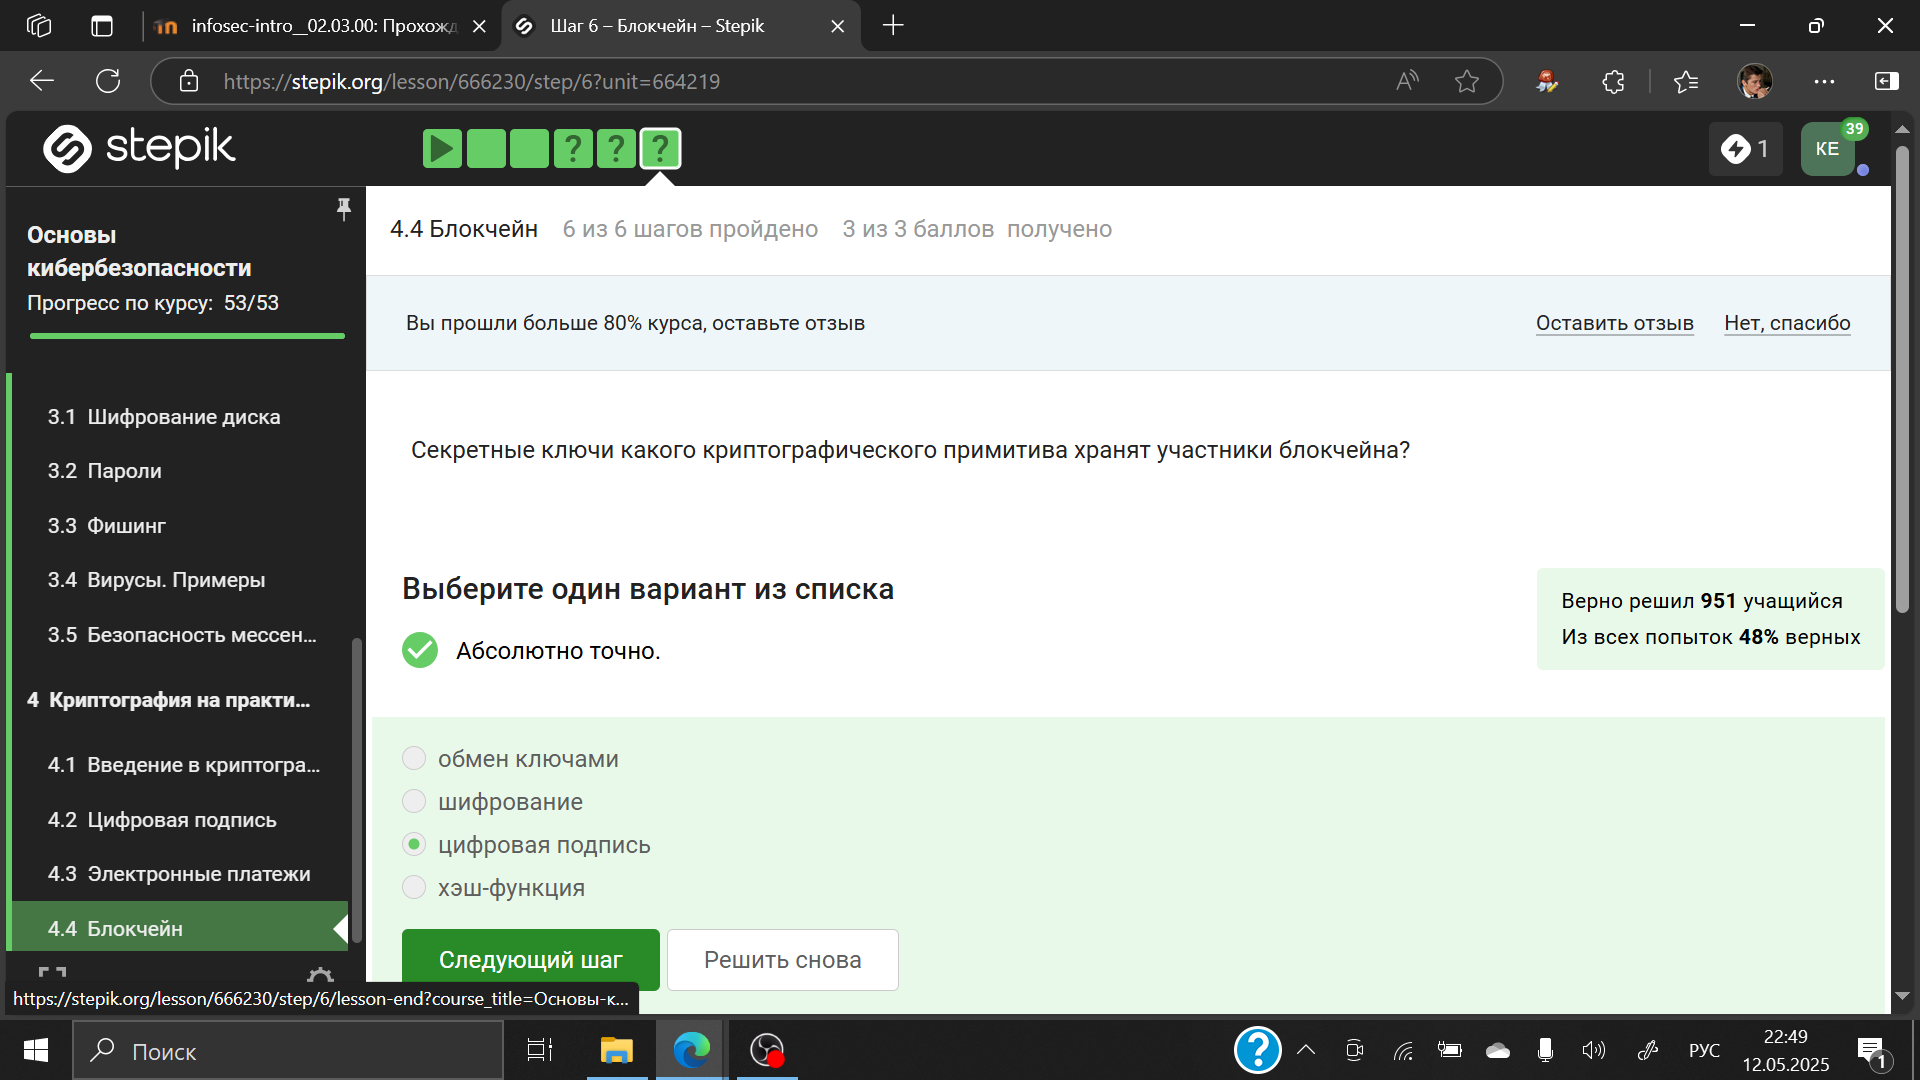 infosec-intro__02.03.00: Прохожд
Шаг 6 – Блокчейн – Stepik
https://stepik.org/lesson/666230/step/6?unit=664219
stepik
? ? ?
1
КЕ
39
Основы
кибербезопасности
Прогресс по курсу: 53/53
3.1 Шифрование диска
3.2 Пароли
3.3 Фишинг
3.4 Вирусы. Примеры
3.5 Безопасность мессен...
4 Криптография на практи...
4.1 Введение в криптогра...
4.2 Цифровая подпись
4.3 Электронные платежи
4.4 Блокчейн
4.4 Блокчейн 6 из 6 шагов пройдено 3 из 3 баллов получено
Вы прошли больше 80% курса, оставьте отзыв
Оставить отзыв
Нет, спасибо
Секретные ключи какого криптографического примитива хранят участники блокчейна?
Выберите один вариант из списка
Абсолютно точно.
Верно решил 951 учащийся
Из всех попыток 48% верных
обмен ключами
шифрование
цифровая подпись
хэш-функция
Следующий шаг
Решить снова
https://stepik.org/lesson/666230/step/6/lesson-end?course_title=Основы-к...
Поиск
РУС
22:49
12.05.2025
1